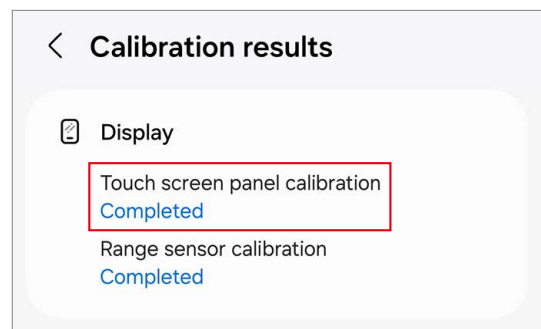 Calibration results
Display
Touch screen panel calibration
Completed
Range sensor calibration
Completed